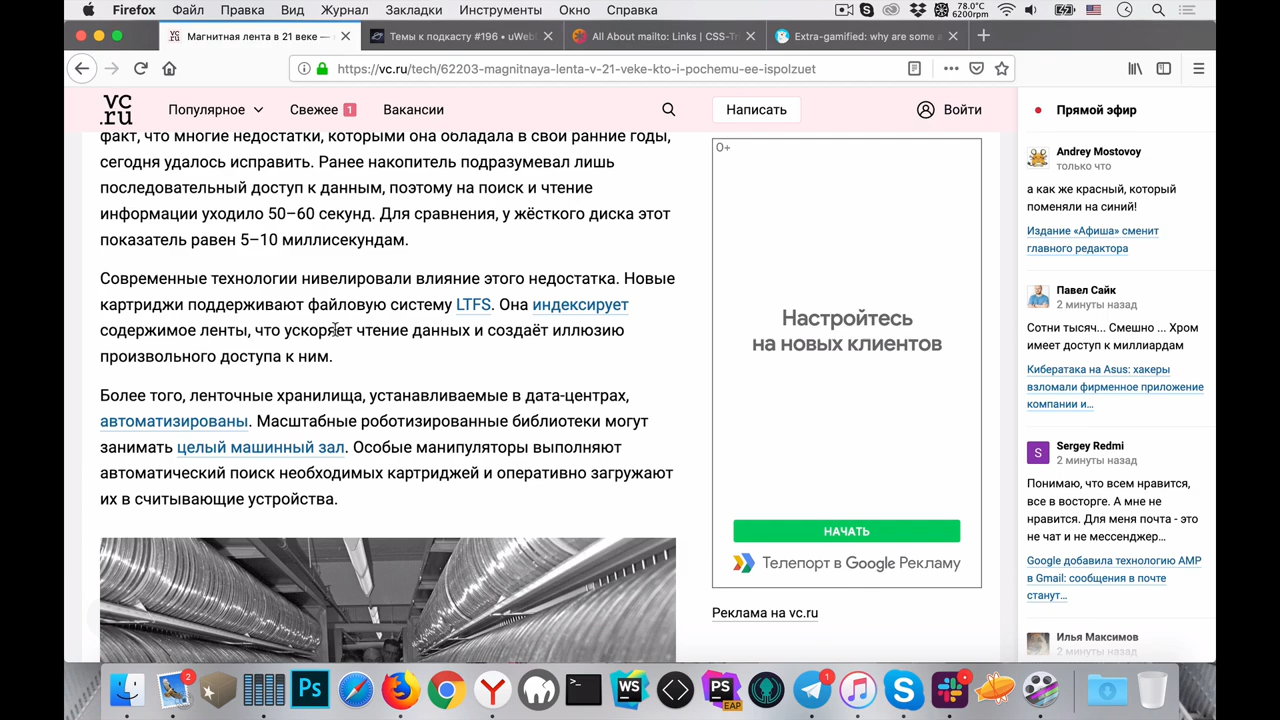 Firefox Файл Правка Вид Журнал Закладки Инструменты Окно Справка 78.0°C 6200rpm
Магнитная лента в 21 веке —
Темы к подкасту #196 • uWeb
All About mailto: Links | CSS-Tr
Extra-gamified: why are some a
https://vc.ru/tech/62203-magnitnaya-lenta-v-21-veke-kto-i-pochemu-ee-ispolzuet
vc.ru
Популярное Свежее 1 Вакансии Написать Войти
факт, что многие недостатки, которыми она обладала в свои ранние годы,
сегодня удалось исправить. Ранее накопитель подразумевал лишь
последовательный доступ к данным, поэтому на поиск и чтение
информации уходило 50–60 секунд. Для сравнения, у жёсткого диска этот
показатель равен 5–10 миллисекундам.
Современные технологии нивелировали влияние этого недостатка. Новые
картриджи поддерживают файловую систему LTFS. Она индексирует
содержимое ленты, что ускоряет чтение данных и создаёт иллюзию
произвольного доступа к ним.
Более того, ленточные хранилища, устанавливаемые в дата-центрах,
автоматизированы. Масштабные роботизированные библиотеки могут
занимать целый машинный зал. Особые манипуляторы выполняют
автоматический поиск необходимых картриджей и оперативно загружают
их в считывающие устройства.
0+
Настройтесь
на новых клиентов
НАЧАТЬ
Телепорт в Google Рекламу
Реклама на vc.ru
Прямой эфир
Andrey Mostovoy
только что
а как же красный, который
поменяли на синий!
Издание «Афиша» сменит
главного редактора
Павел Сайк
2 минуты назад
Сотни тысяч... Смешно ... Хром
имеет доступ к миллиардам
Кибератака на Asus: хакеры
взломали фирменное приложение
компании и…
S
Sergey Redmi
2 минуты назад
Понимаю, что всем нравится,
все в восторге. А мне не
нравится. Для меня почта - это
не чат и не мессенджер…
Google добавила технологию AMP
в Gmail: сообщения в почте
станут…
Илья Максимов
2 минуты назад
2 Ps >_ WS PS EAP 1 S